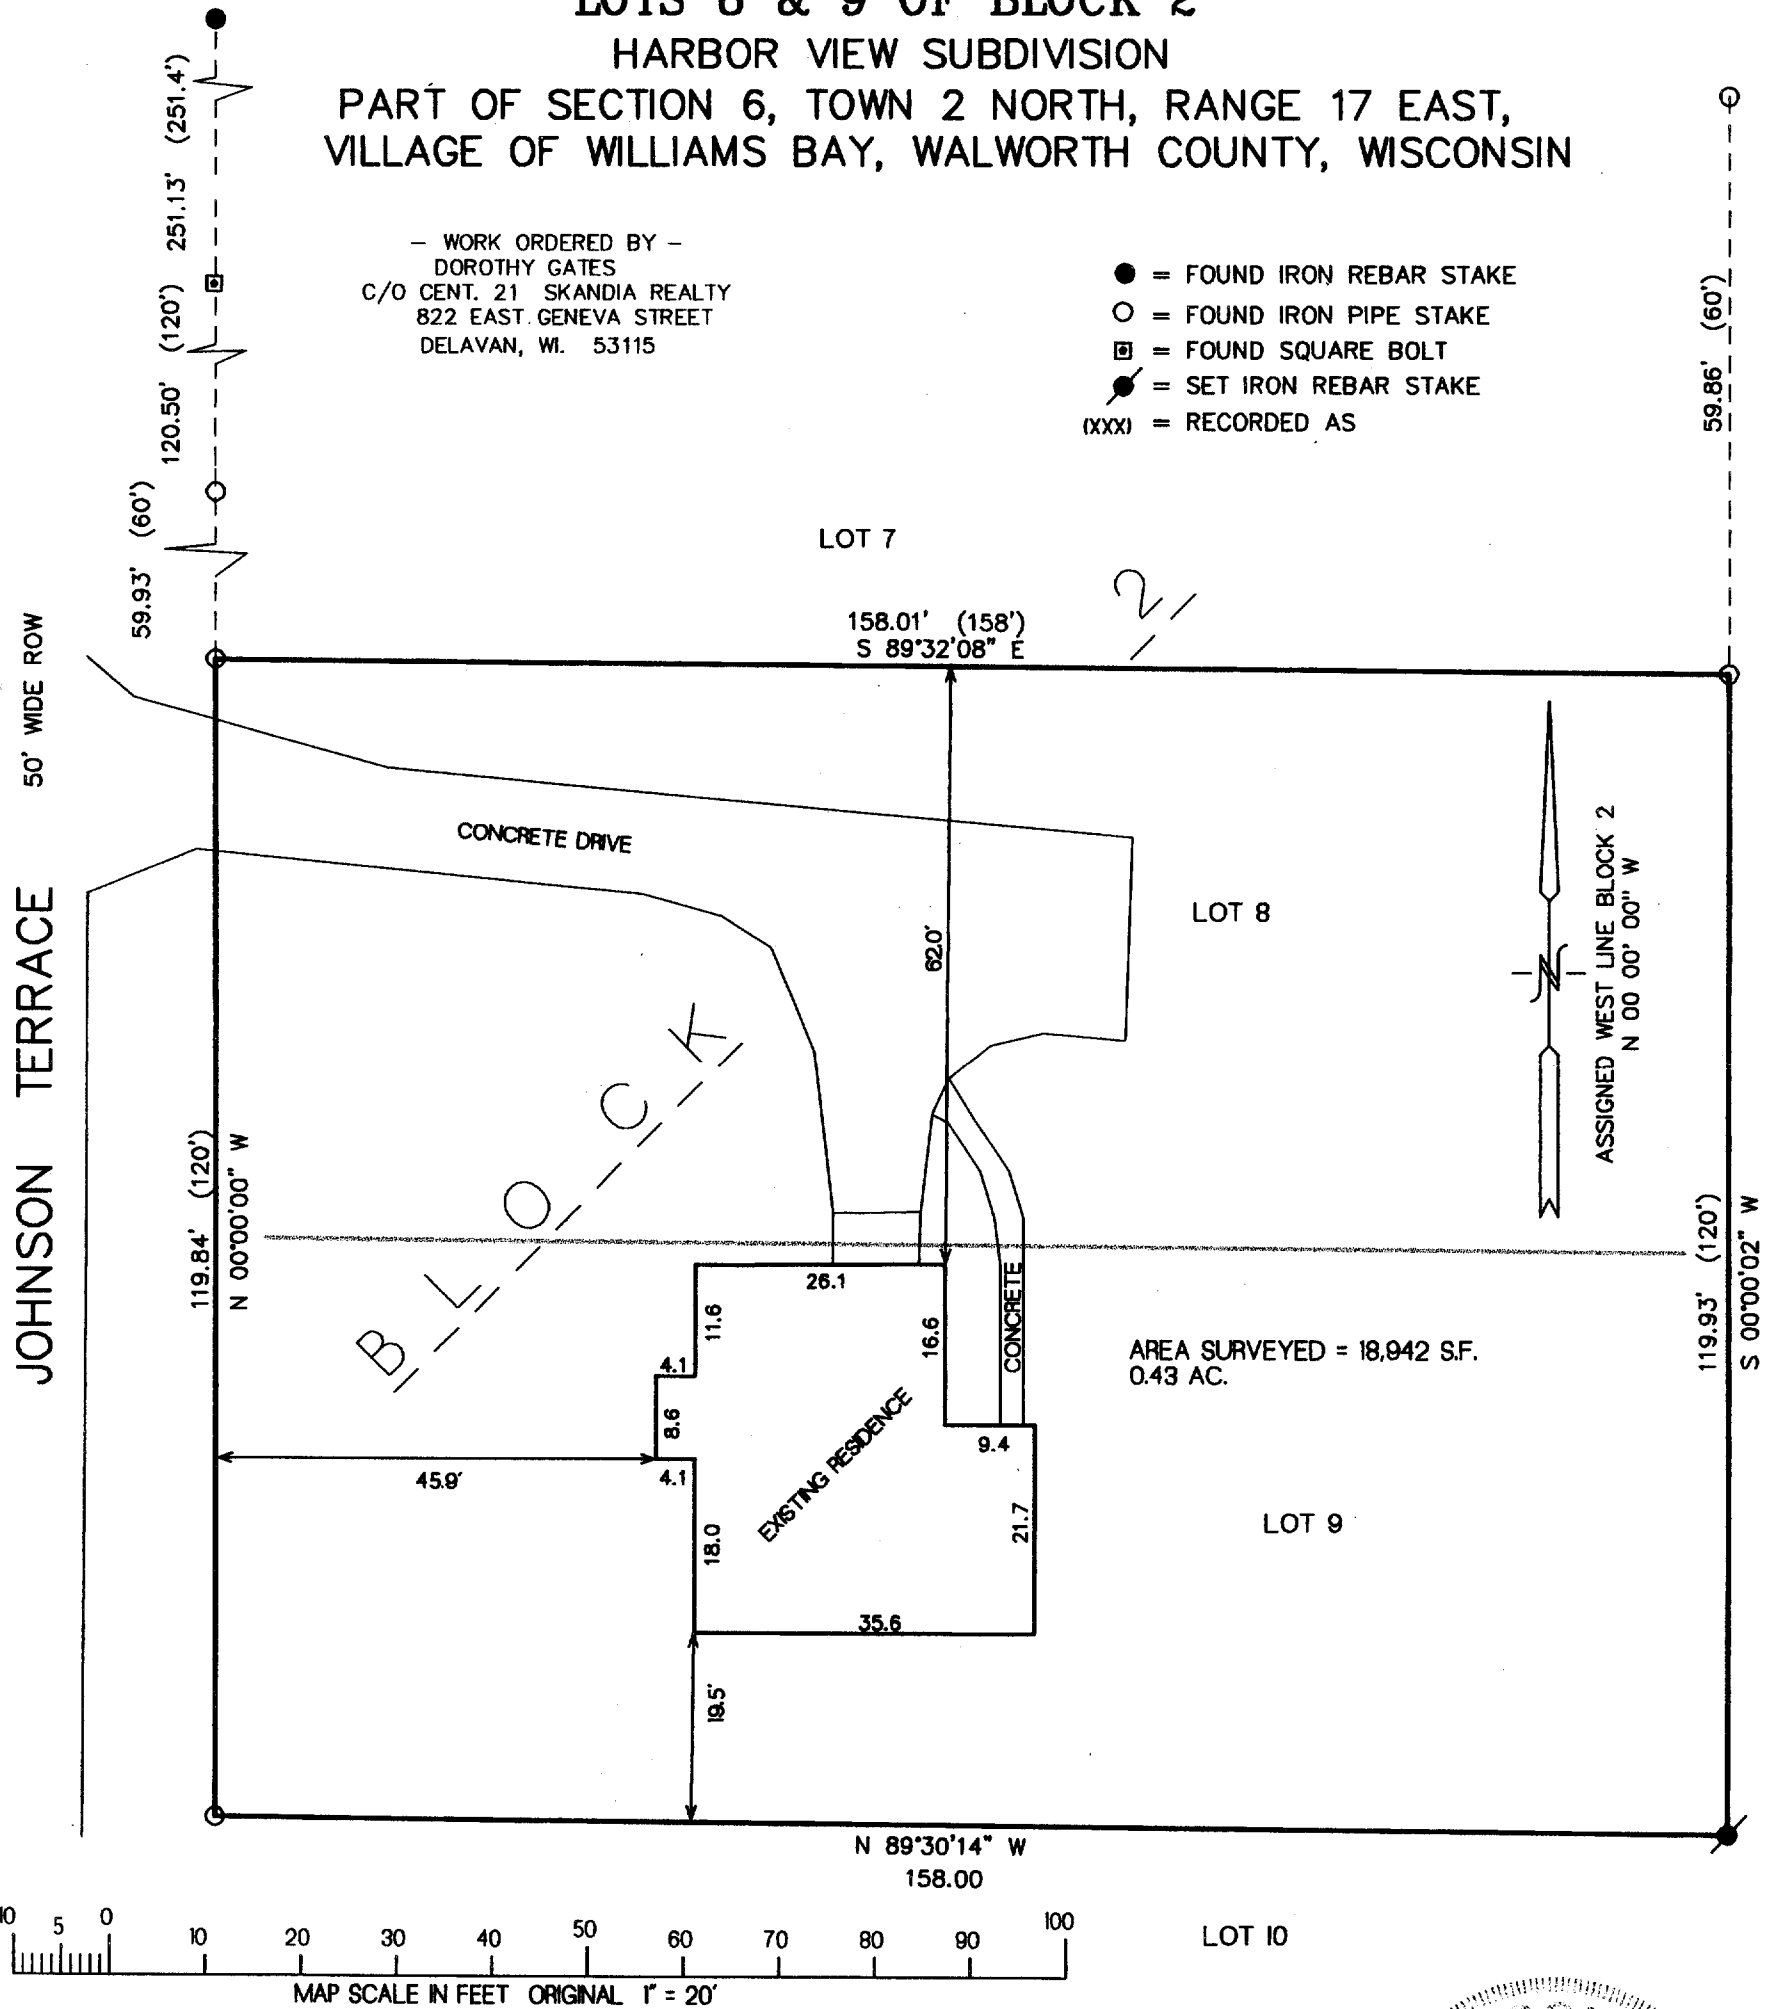 LOTS 8 & 9 OF BLOCK 2
HARBOR VIEW SUBDIVISION
PART OF SECTION 6, TOWN 2 NORTH, RANGE 17 EAST,
VILLAGE OF WILLIAMS BAY, WALWORTH COUNTY, WISCONSIN
251.13' (251.4')
120.50' (120')
59.93' (60')
— WORK ORDERED BY —
DOROTHY GATES
C/O CENT. 21 SKANDIA REALTY
822 EAST GENEVA STREET
DELAVAN, WI. 53115
= FOUND IRON REBAR STAKE
= FOUND IRON PIPE STAKE
= FOUND SQUARE BOLT
= SET IRON REBAR STAKE
(XXX) = RECORDED AS
59.86' (60')
LOT 7
158.01' (158')
S 89°32'08" E
50' WIDE ROW
JOHNSON TERRACE
CONCRETE DRIVE
62.0'
LOT 8
N
ASSIGNED WEST LINE BLOCK 2
N 00 00' 00" W
BLOCK 2
119.84' (120')
N 00°00'00" W
119.93' (120')
S 00°00'02" W
26.1
11.6
16.6
CONCRETE
4.1
8.6
4.1
9.4
45.9'
EXISTING RESIDENCE
18.0
21.7
35.6
19.5'
AREA SURVEYED = 18,942 S.F.
0.43 AC.
LOT 9
N 89°30'14" W
158.00
10 5 0 10 20 30 40 50 60 70 80 90 100
MAP SCALE IN FEET ORIGINAL 1" = 20'
LOT 10